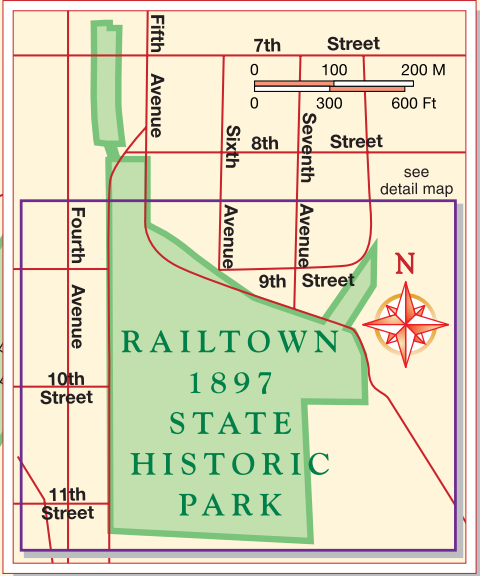 Fifth
Avenue
7th Street
0 100 200 M
0 300 600 Ft
Sixth
Avenue
Seventh
Avenue
8th Street
see
detail map
Fourth
Avenue
9th Street
N
RAILTOWN
1897
STATE
HISTORIC
PARK
10th
Street
11th
Street